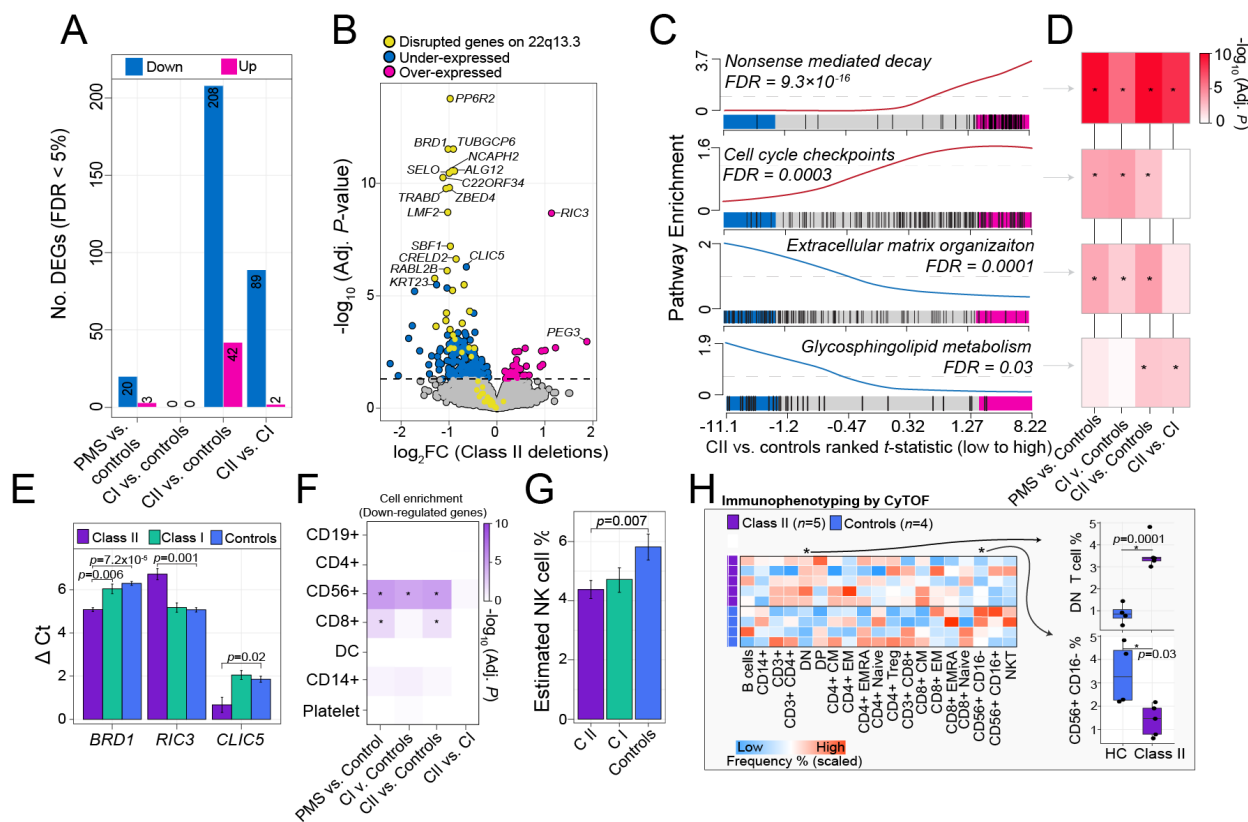 A
Down
Up
No. DEGs (FDR < 5%)
200
150
100
50
0
20
3
0
0
208
42
89
2
PMS vs. controls
CI vs. controls
CII vs. controls
CII vs. CI
B
Disrupted genes on 22q13.3
Under-expressed
Over-expressed
-log10 (Adj. P-value)
10
5
0
PP6R2
BRD1
TUBGCP6
NCAPH2
SELO
ALG12
C22ORF34
TRABD
ZBED4
LMF2
RIC3
SBF1
CRELD2
CLIC5
RABL2B
KRT23
PEG3
-2
-1
0
1
2
log2FC (Class II deletions)
C
Pathway Enrichment
3.7
0
Nonsense mediated decay
FDR = 9.3×10-16
1.6
0
Cell cycle checkpoints
FDR = 0.0003
2
0
Extracellular matrix organizaiton
FDR = 0.0001
1.9
0
Glycosphingolipid metabolism
FDR = 0.03
-11.1
-1.2
-0.47
0.32
1.27
8.22
CII vs. controls ranked t-statistic (low to high)
D
10
5
0
-log10 (Adj. P)
* * * *
* * *
* * *
* *
PMS vs. Controls
CI v. Controls
CII vs. Controls
CII vs. CI
E
Class II
Class I
Controls
p=7.2x10-5
p=0.006
p=0.001
p=0.02
Δ Ct
6
4
2
0
BRD1
RIC3
CLIC5
F
Cell enrichment
(Down-regulated genes)
10
5
0
-log10 (Adj. P)
CD19+
CD4+
CD56+
* * *
CD8+
* *
DC
CD14+
Platelet
PMS vs. Control
CI v. Controls
CII vs. Controls
CII vs. CI
G
p=0.007
Estimated NK cell %
6
4
2
0
C II
C I
Controls
H
Immunophenotyping by CyTOF
Class II (n=5)
Controls (n=4)
*
*
B cells
CD14+
CD3+
CD3+ CD4+
DN
DP
CD4+ CM
CD4+ EM
CD4+ EMRA
CD4+ Naive
CD4+ Treg
CD3+ CD8+
CD8+ CM
CD8+ EM
CD8+ EMRA
CD8+ Naive
CD56+ CD16-
CD56+ CD16+
NKT
Low
High
Frequency % (scaled)
DN T cell %
5
4
3
2
1
0
p=0.0001
*
CD56+ CD16- %
5
4
3
2
1
*
p=0.03
HC
Class II